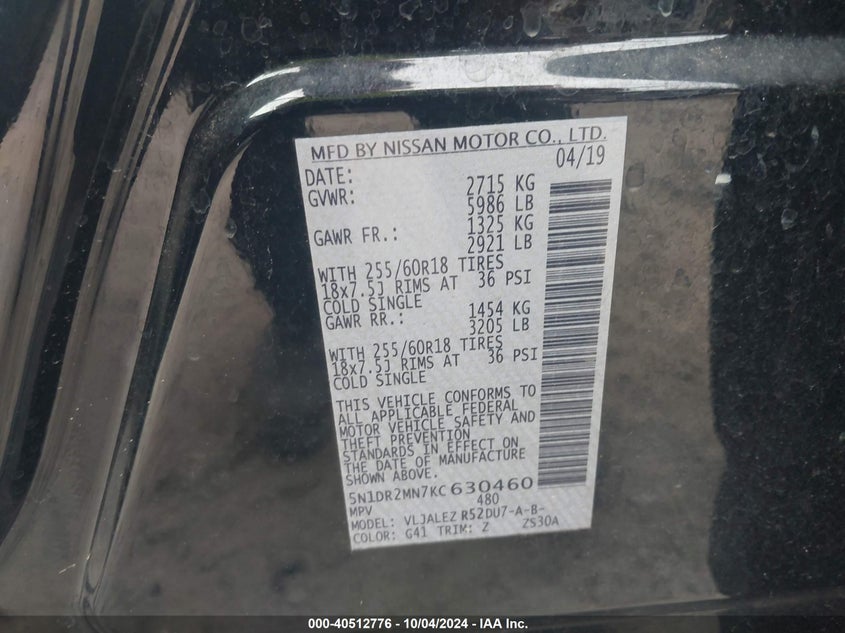 MFD BY NISSAN MOTOR CO., LTD.
DATE: 04/19
GVWR: 2715 KG
5986 LB
GAWR FR.: 1325 KG
2921 LB
WITH 255/60R18 TIRES
18x7.5J RIMS AT 36 PSI
COLD SINGLE
GAWR RR.: 1454 KG
3205 LB
WITH 255/60R18 TIRES
18x7.5J RIMS AT 36 PSI
COLD SINGLE
THIS VEHICLE CONFORMS TO
ALL APPLICABLE FEDERAL
MOTOR VEHICLE SAFETY AND
THEFT PREVENTION
STANDARDS IN EFFECT ON
THE DATE OF MANUFACTURE
SHOWN ABOVE.
5N1DR2MN7KC630460
MPV 480
MODEL: VLJALEZ R52DU7-A-B-
COLOR: G41 TRIM: Z ZS30A
000-40512776 - 10/04/2024 - IAA Inc.